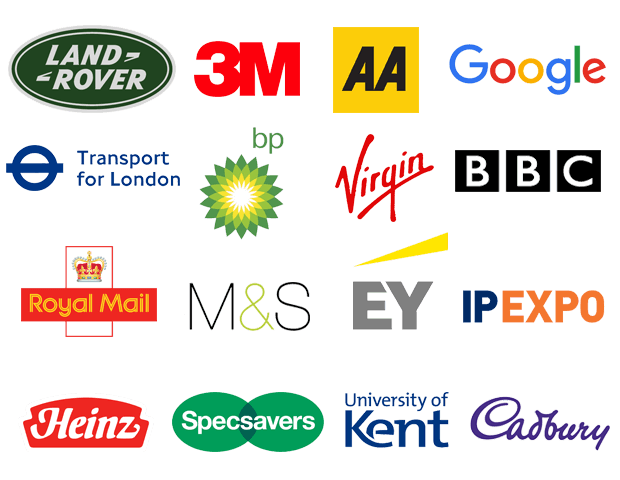 LAND-
-ROVER
3M
AA
Google
Transport
for London
bp
Virgin
BBC
Royal Mail
M&S
EY
IPEXPO
Heinz
Specsavers
University of
Kent
Cadbury